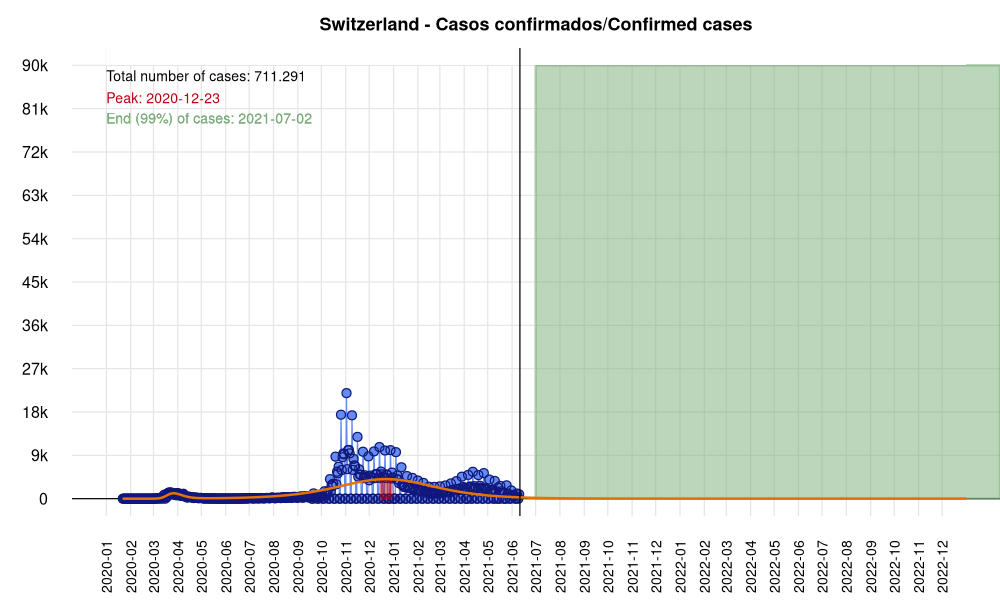 Switzerland - Casos confirmados/Confirmed cases
Total number of cases: 711.291
Peak: 2020-12-23
End (99%) of cases: 2021-07-02
90k
81k
72k
63k
54k
45k
36k
27k
18k
9k
0
2020-01
2020-02
2020-03
2020-04
2020-05
2020-06
2020-07
2020-08
2020-09
2020-10
2020-11
2020-12
2021-01
2021-02
2021-03
2021-04
2021-05
2021-06
2021-07
2021-08
2021-09
2021-10
2021-11
2021-12
2022-01
2022-02
2022-03
2022-04
2022-05
2022-06
2022-07
2022-08
2022-09
2022-10
2022-11
2022-12